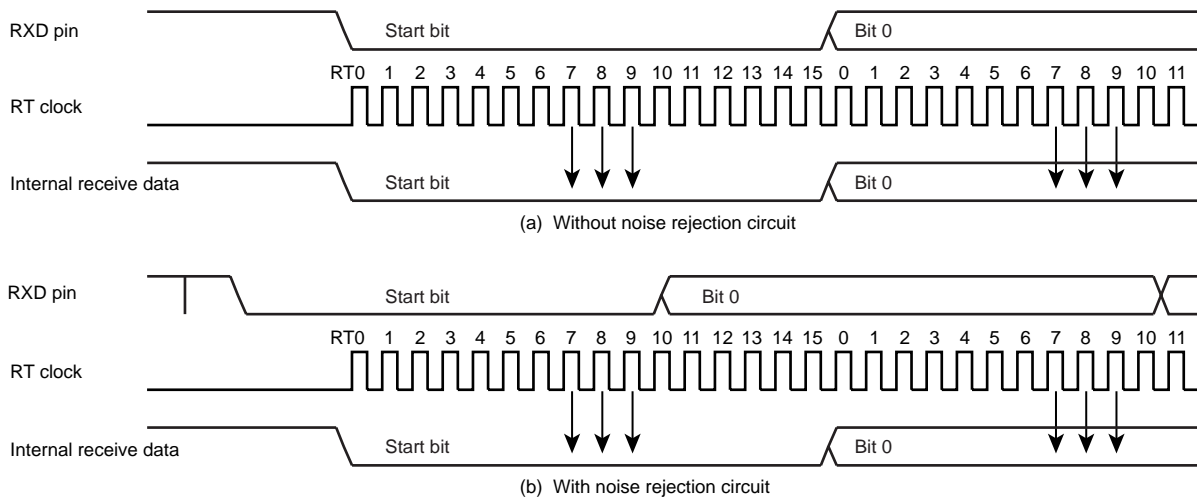 RXD pin
Start bit
Bit 0
RT0 1 2 3 4 5 6 7 8 9 10 11 12 13 14 15 0 1 2 3 4 5 6 7 8 9 10 11
RT clock
Internal receive data
Start bit
Bit 0
(a) Without noise rejection circuit
RXD pin
Start bit
Bit 0
RT0 1 2 3 4 5 6 7 8 9 10 11 12 13 14 15 0 1 2 3 4 5 6 7 8 9 10 11
RT clock
Internal receive data
Start bit
Bit 0
(b) With noise rejection circuit